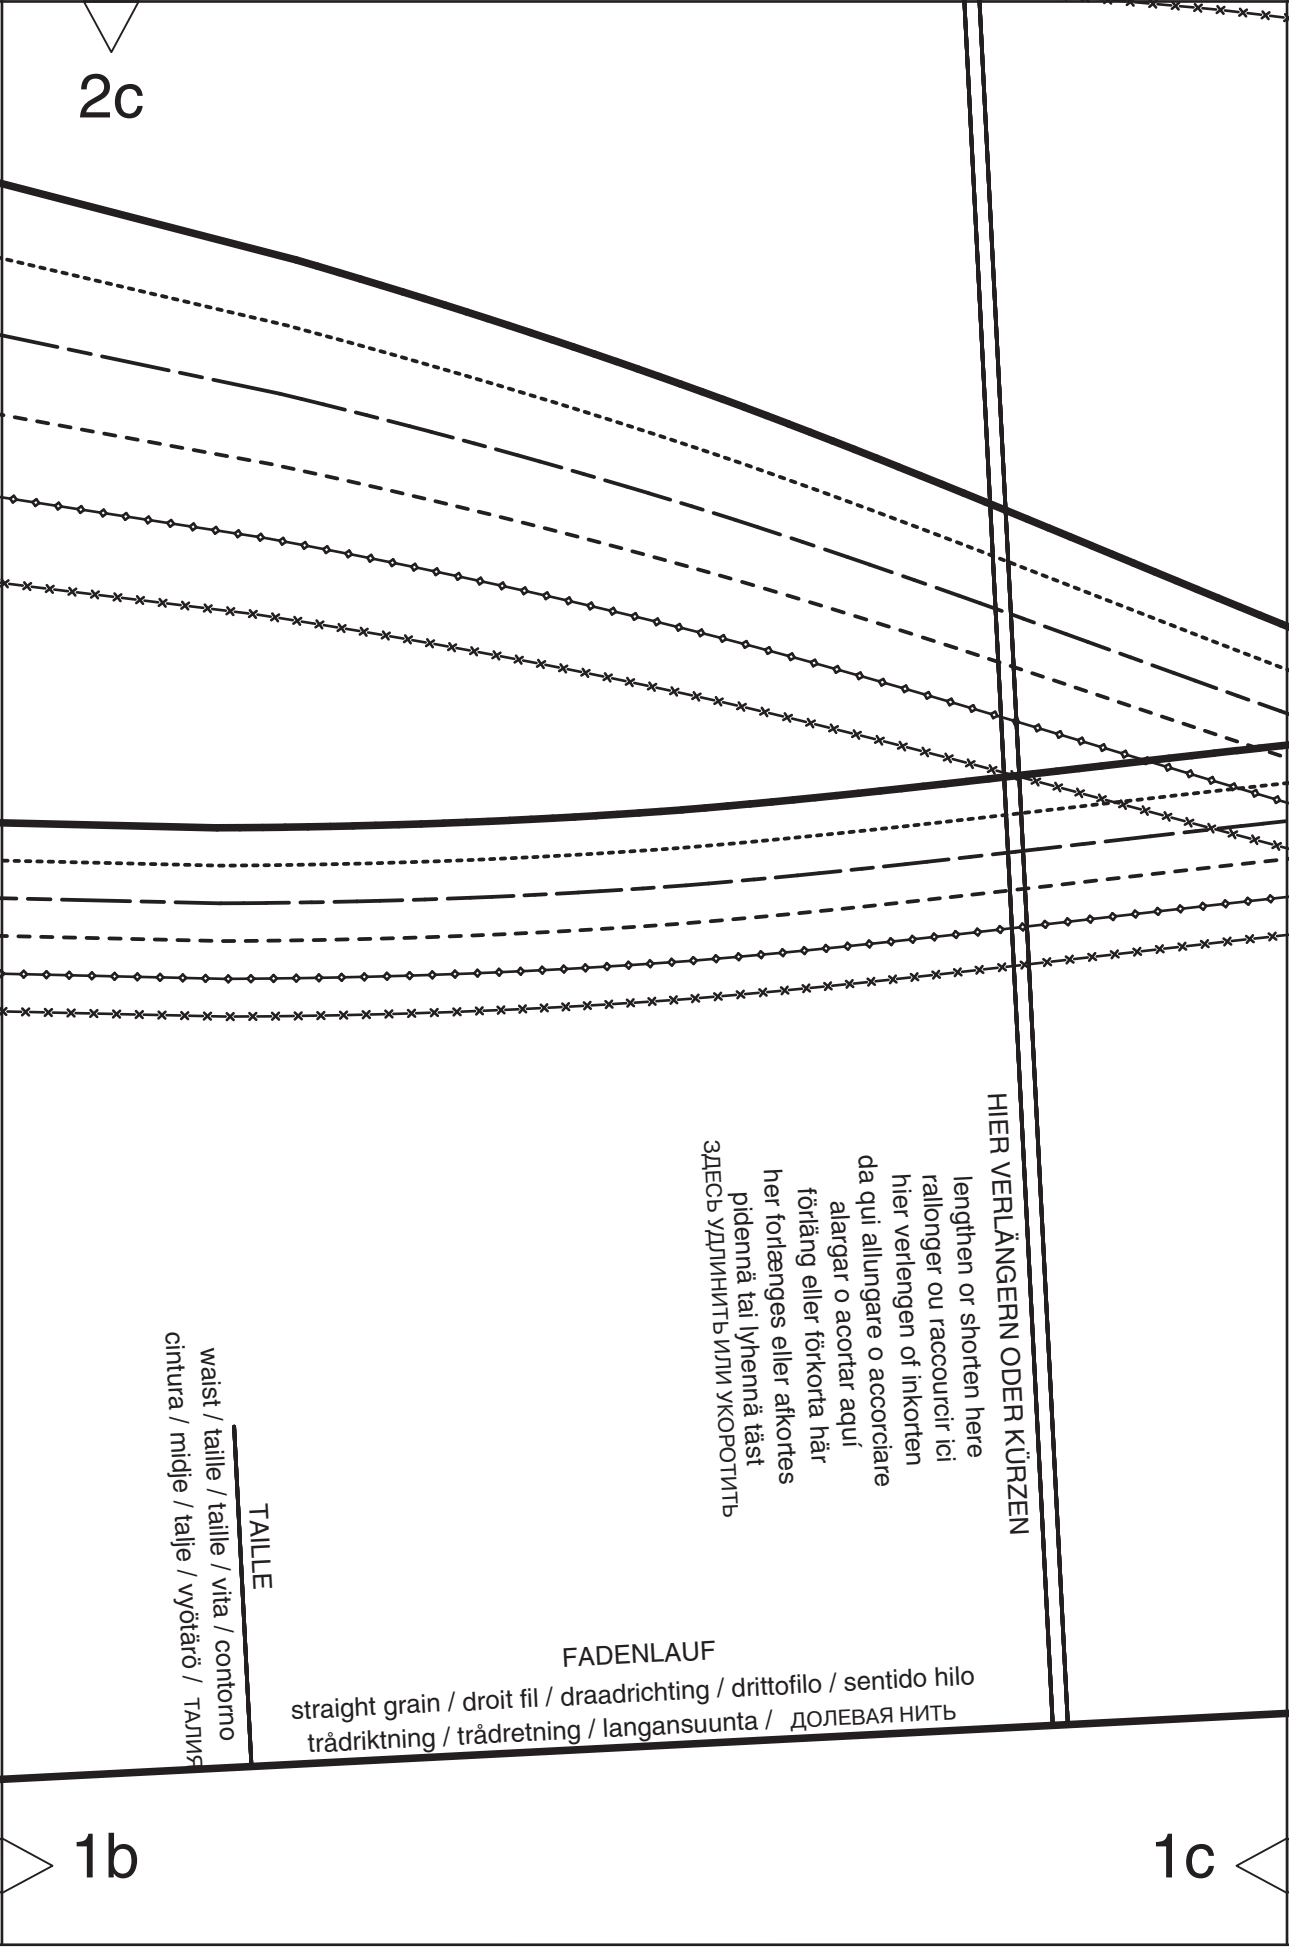 2c
HIER VERLÄNGERN ODER KÜRZEN
lengthen or shorten here
rallonger ou raccourcir ici
hier verlengen of inkorten
da qui allungare o accorciare
alargar o acortar aquí
förläng eller förkorta här
her forlænges eller afkortes
pidennä tai lyhennä täst
ЗДЕСЬ УДЛИНИТЬ ИЛИ УКОРОТИТЬ
TAILLE
waist / taille / taille / vita / contorno
cintura / midje / talje / vyötärö / ТАЛИЯ
FADENLAUF
straight grain / droit fil / draadrichting / drittofilo / sentido hilo
trådriktning / trådretning / langansuunta / ДОЛЕВАЯ НИТЬ
1b
1c